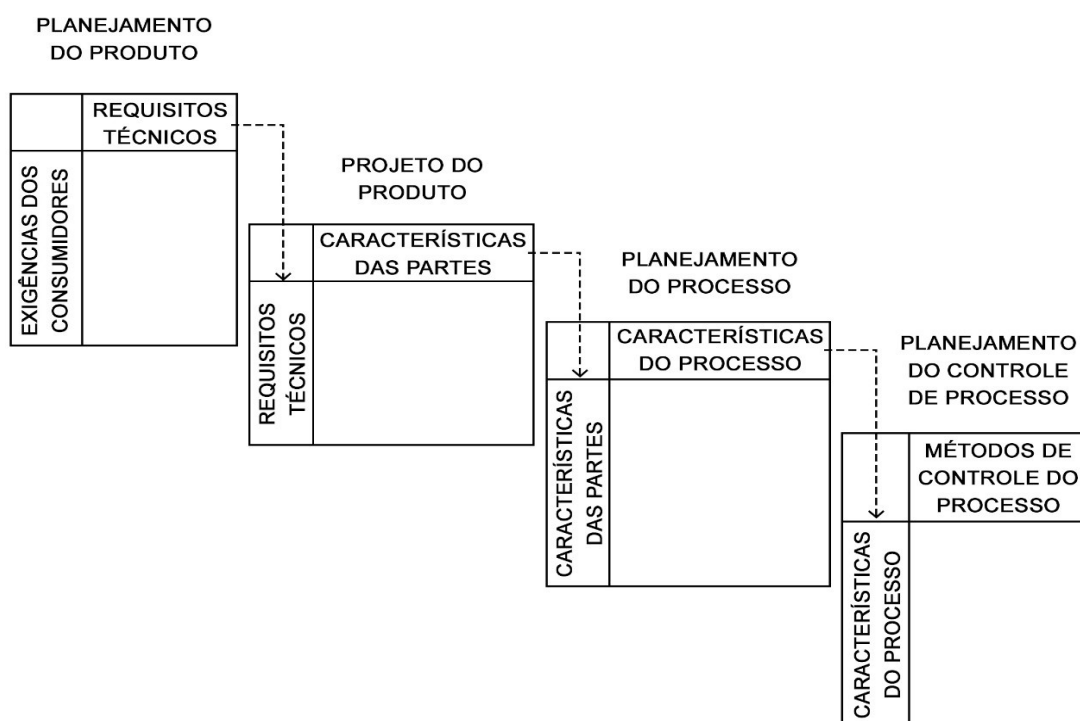 PLANEJAMENTO
DO PRODUTO
REQUISITOS
TÉCNICOS
EXIGÊNCIAS DOS
CONSUMIDORES
PROJETO DO
PRODUTO
CARACTERÍSTICAS
DAS PARTES
REQUISITOS
TÉCNICOS
PLANEJAMENTO
DO PROCESSO
CARACTERÍSTICAS
DO PROCESSO
CARACTERÍSTICAS
DAS PARTES
PLANEJAMENTO
DO CONTROLE
DE PROCESSO
MÉTODOS DE
CONTROLE DO
PROCESSO
CARACTERÍSTICAS
DO PROCESSO